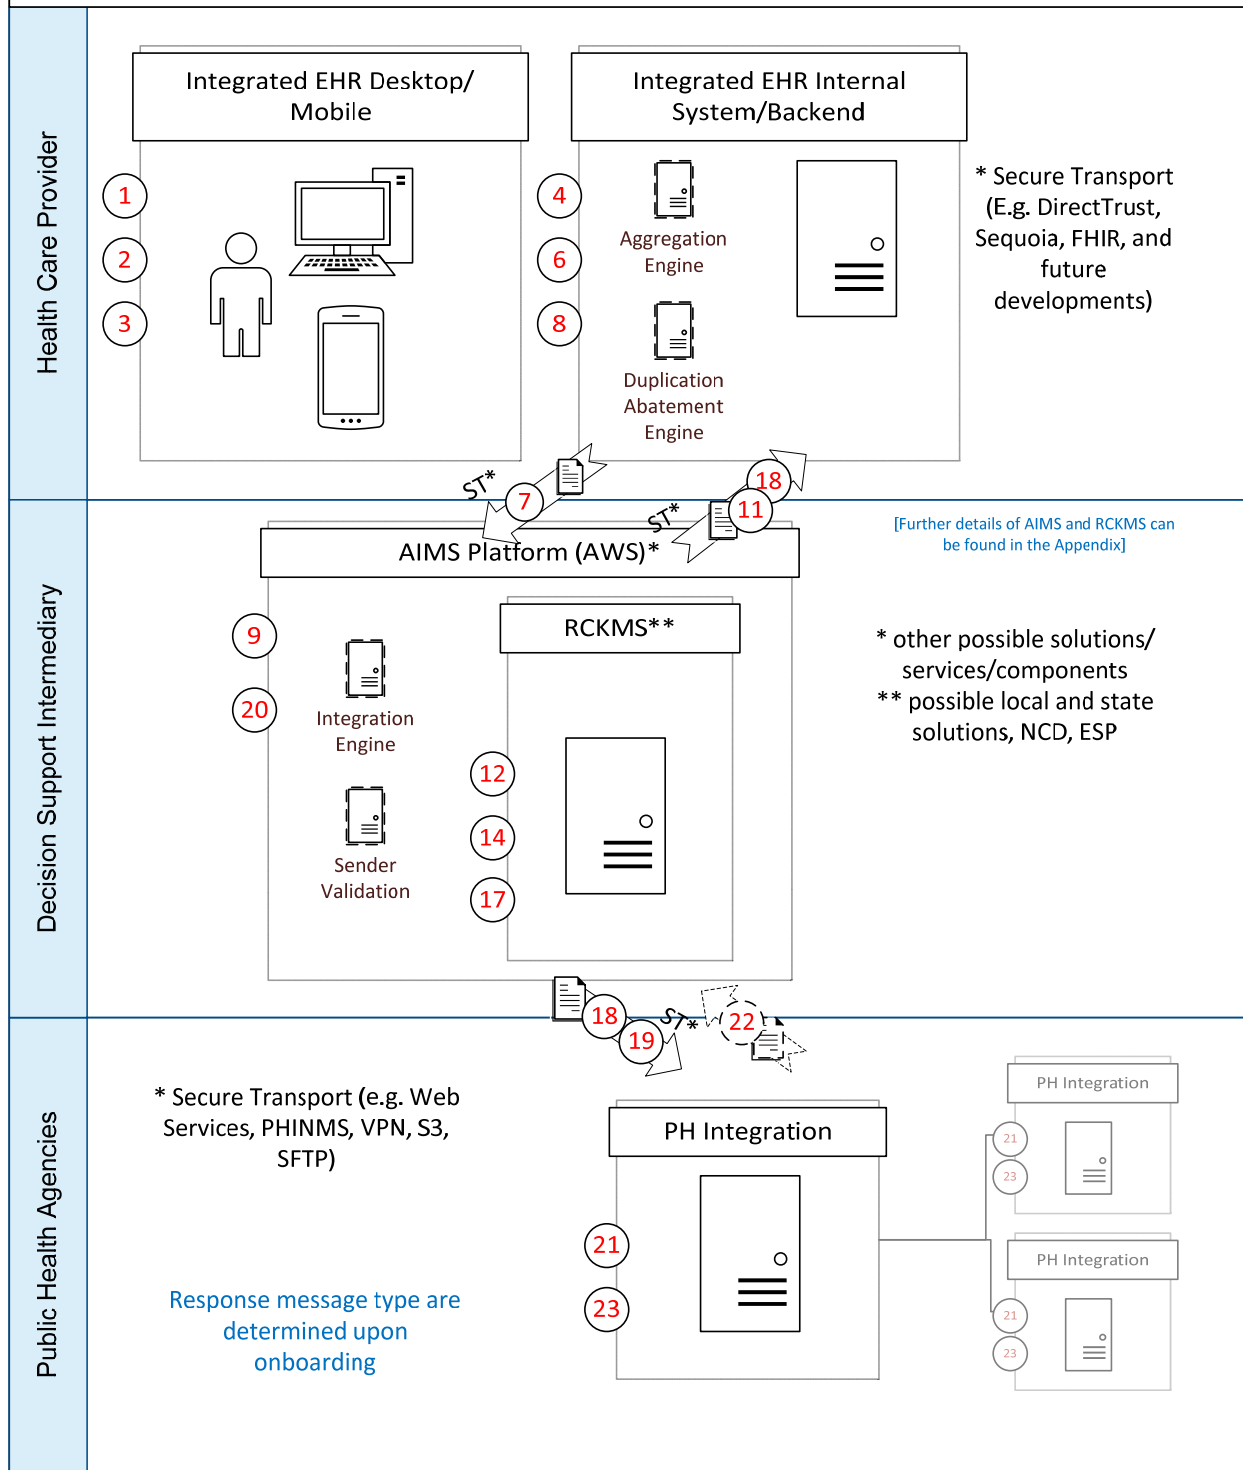 Health Care Provider
Integrated EHR Desktop/
Mobile
1
2
3
Integrated EHR Internal
System/Backend
4
6
8
Aggregation
Engine
Duplication
Abatement
Engine
* Secure Transport
(E.g. DirectTrust,
Sequoia, FHIR, and
future
developments)
ST*
7
ST*
18
11
Decision Support Intermediary
[Further details of AIMS and RCKMS can
be found in the Appendix]
AIMS Platform (AWS)*
9
20
Integration
Engine
Sender
Validation
RCKMS**
12
14
17
* other possible solutions/
services/components
** possible local and state
solutions, NCD, ESP
18
19
ST*
22
Public Health Agencies
* Secure Transport (e.g. Web
Services, PHINMS, VPN, S3,
SFTP)
Response message type are
determined upon
onboarding
PH Integration
21
23
PH Integration
21
23
PH Integration
21
23